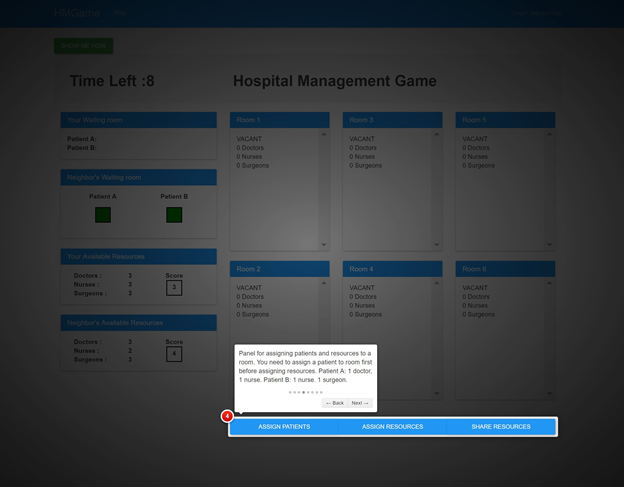 HMGame
SHOW ME HOW
Time Left :8
Hospital Management Game
Your Waiting room
Patient A:
Patient B:
Neighbor's Waiting room
Patient A Patient B
Your Available Resources
Doctors : 3 Score
Nurses : 3 3
Surgeons : 3
Neighbor's Available Resources
Doctors : 3 Score
Nurses : 2 4
Surgeons : 3
Room 1
VACANT
0 Doctors
0 Nurses
0 Surgeons
Room 3
VACANT
0 Doctors
0 Nurses
0 Surgeons
Room 5
VACANT
0 Doctors
0 Nurses
0 Surgeons
Room 2
VACANT
0 Doctors
0 Nurses
0 Surgeons
Room 4
VACANT
0 Doctors
0 Nurses
0 Surgeons
Room 6
VACANT
0 Doctors
0 Nurses
0 Surgeons
Panel for assigning patients and resources to a
room. You need to assign a patient to room first
before assigning resources. Patient A: 1 doctor,
1 nurse. Patient B: 1 nurse. 1 surgeon.
← Back Next →
4
ASSIGN PATIENTS ASSIGN RESOURCES SHARE RESOURCES